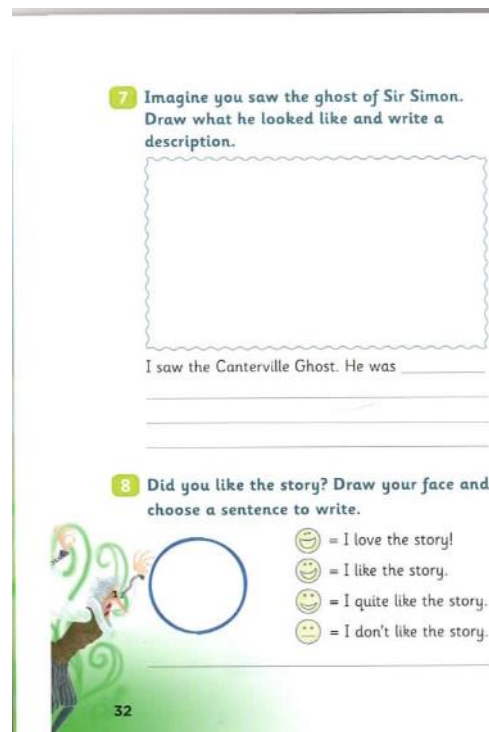 7 Imagine you saw the ghost of Sir Simon.
Draw what he looked like and write a
description.
I saw the Canterville Ghost. He was
8 Did you like the story? Draw your face and
choose a sentence to write.
= I love the story!
= I like the story.
= I quite like the story.
= I don't like the story.
32